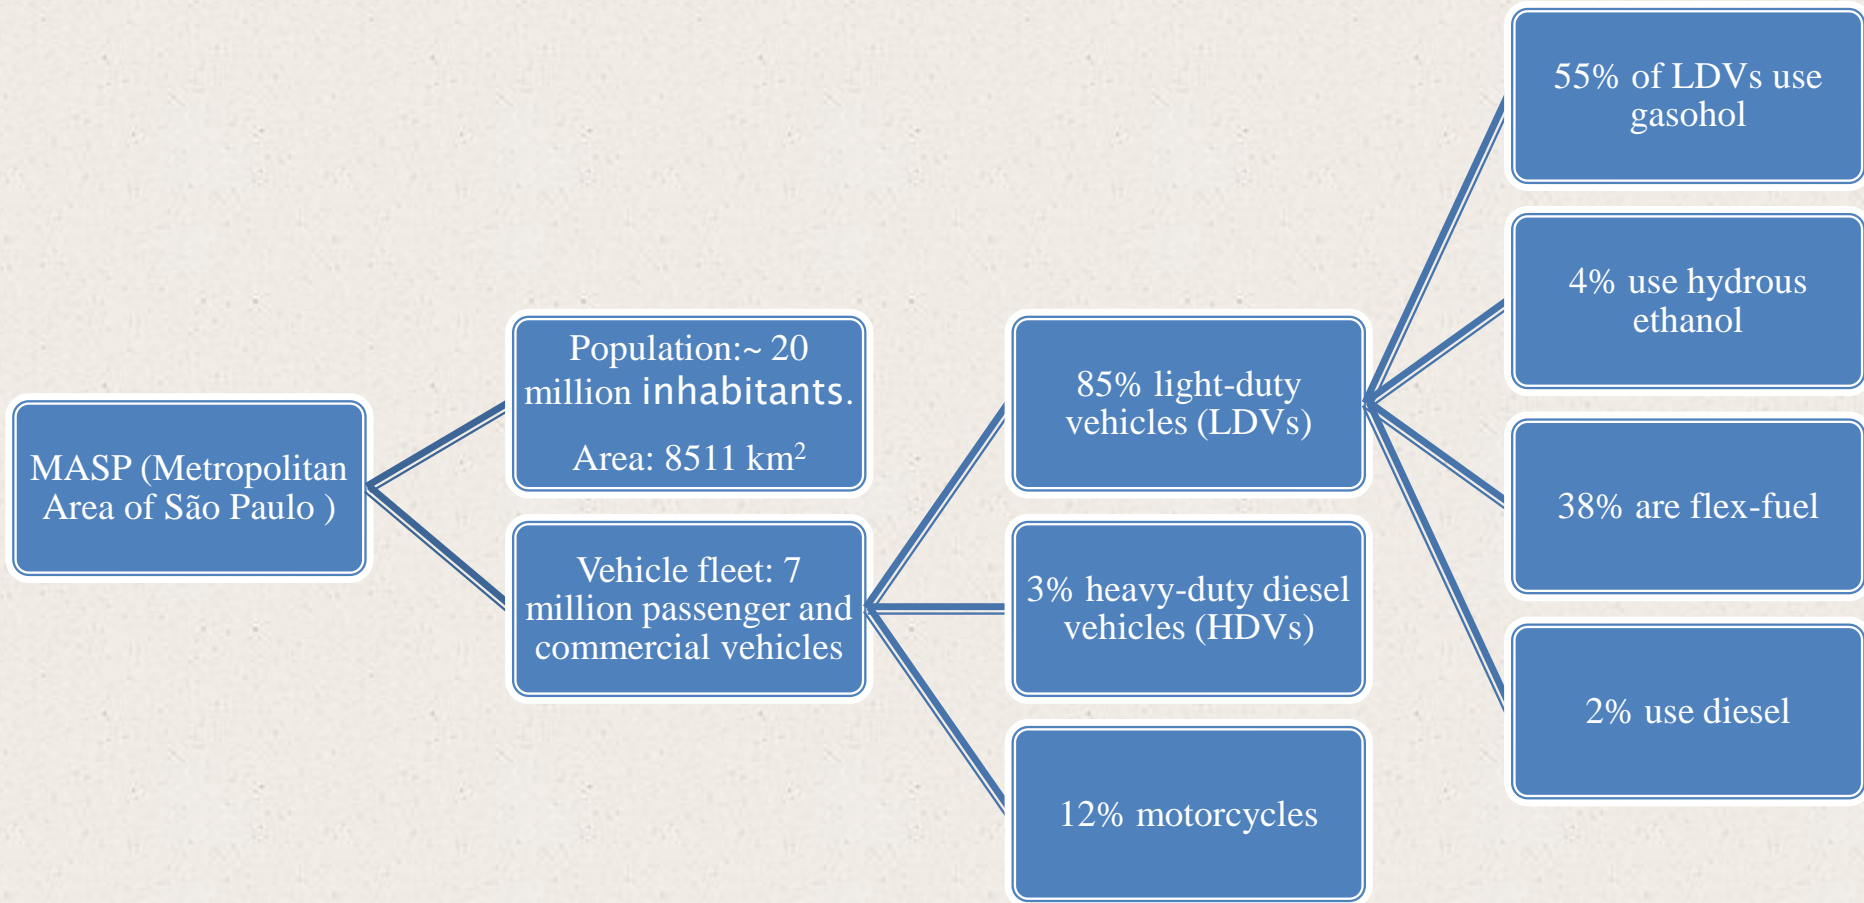 MASP (Metropolitan
Area of São Paulo )
Population:~ 20
million inhabitants.
Area: 8511 km²
Vehicle fleet: 7
million passenger and
commercial vehicles
85% light-duty
vehicles (LDVs)
3% heavy-duty diesel
vehicles (HDVs)
12% motorcycles
55% of LDVs use
gasohol
4% use hydrous
ethanol
38% are flex-fuel
2% use diesel